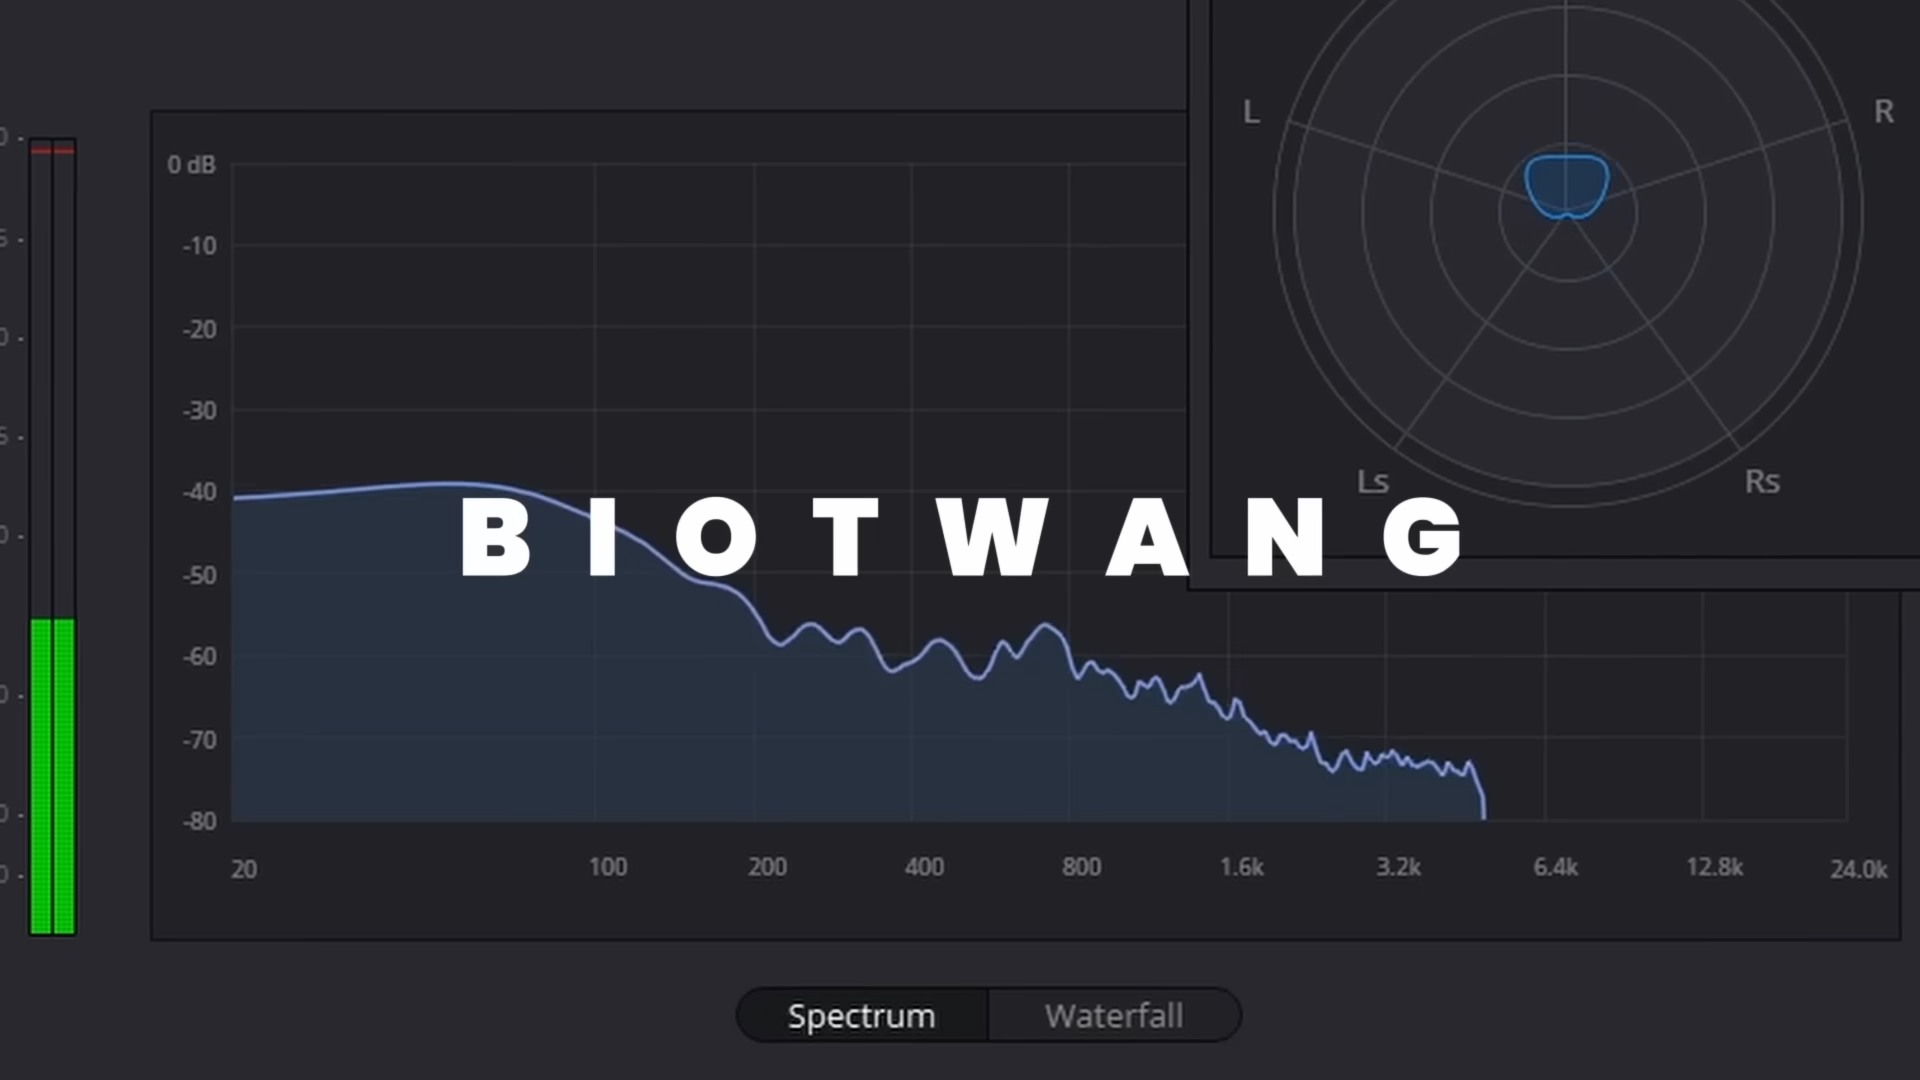 L R
0 dB
-10
-20
-30
-40
-50
-60
-70
-80
Ls Rs
BIOTWANG
20 100 200 400 800 1.6k 3.2k 6.4k 12.8k 24.0k
Spectrum Waterfall